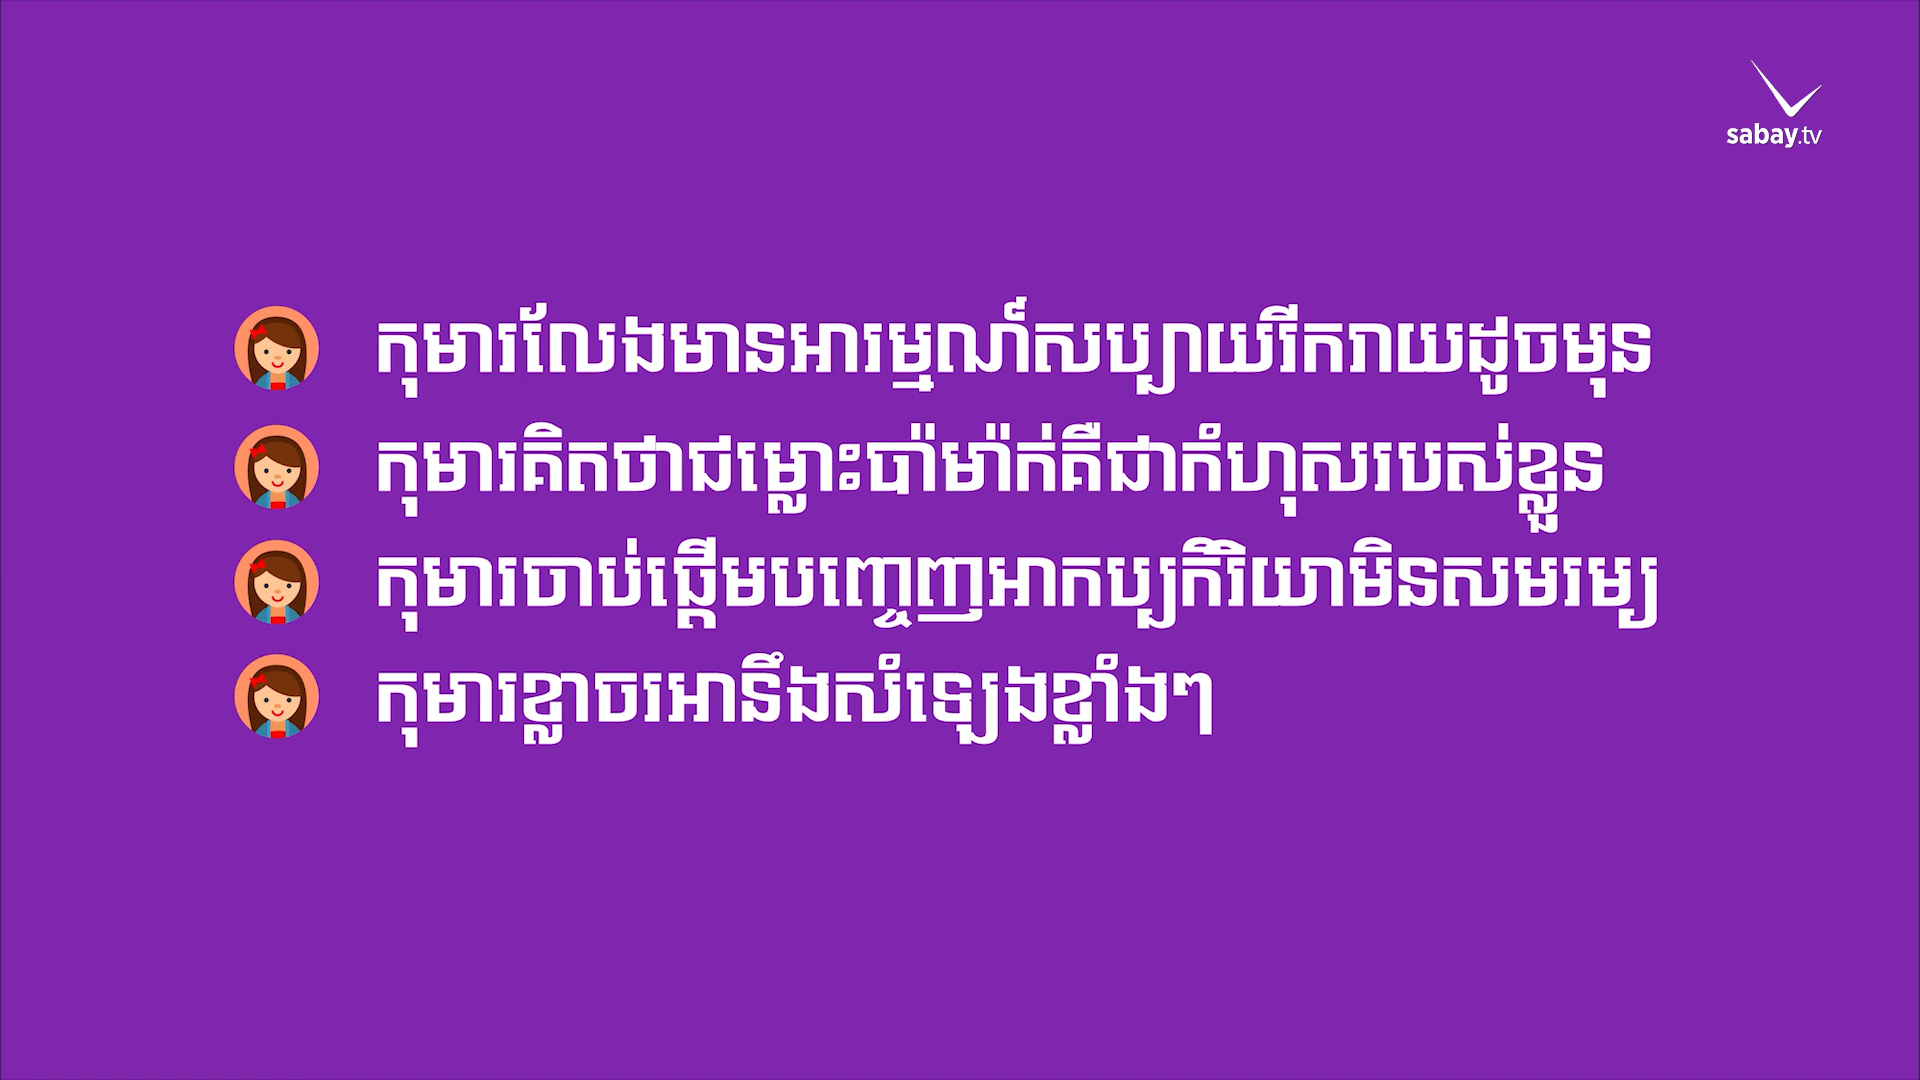 sabay.tv
កុមារលែងមានអារម្មណ៍សប្បាយរីករាយដូចមុន
កុមារគិតថាជម្លោះប៉ាម៉ាក់គឺជាកំហុសរបស់ខ្លួន
កុមារចាប់ផ្ដើមបញ្ចេញអាកប្បកិរិយាមិនសមរម្យ
កុមារខ្លាចរអានឹងសំឡេងខ្លាំងៗ